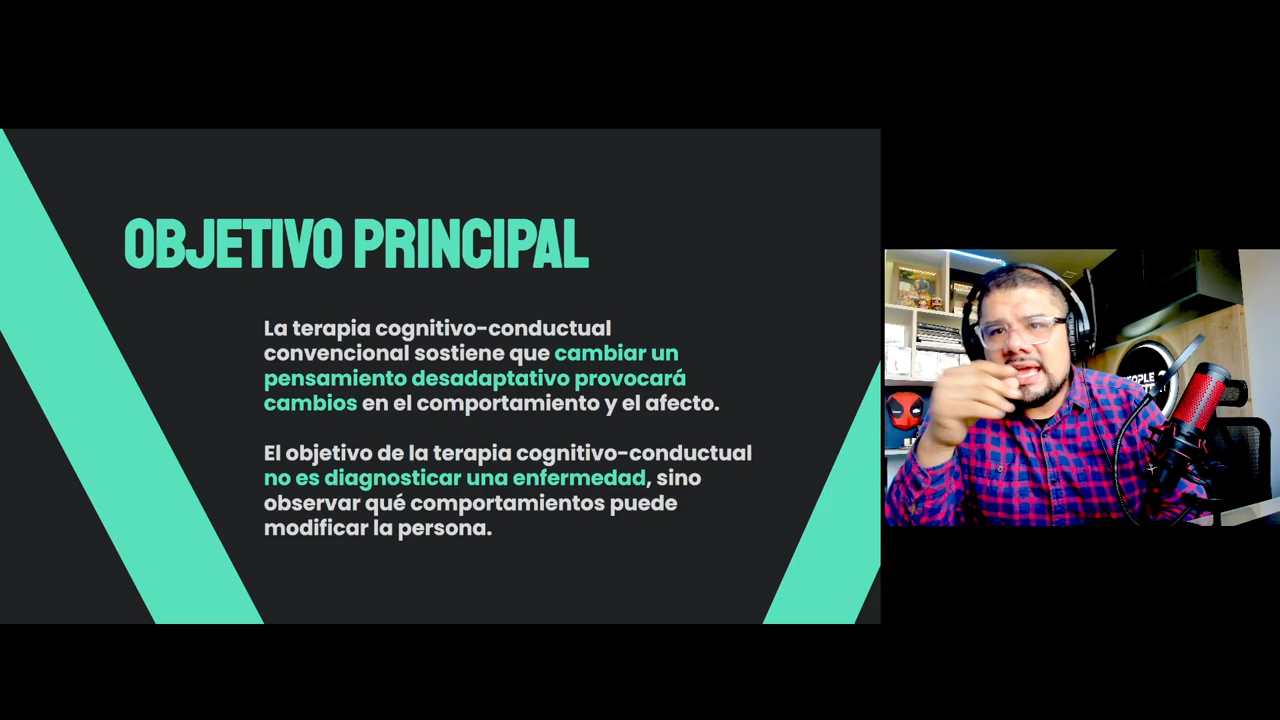 OBJETIVO PRINCIPAL
La terapia cognitivo-conductual
convencional sostiene que cambiar un
pensamiento desadaptativo provocará
cambios en el comportamiento y el afecto.
El objetivo de la terapia cognitivo-conductual
no es diagnosticar una enfermedad, sino
observar qué comportamientos puede
modificar la persona.